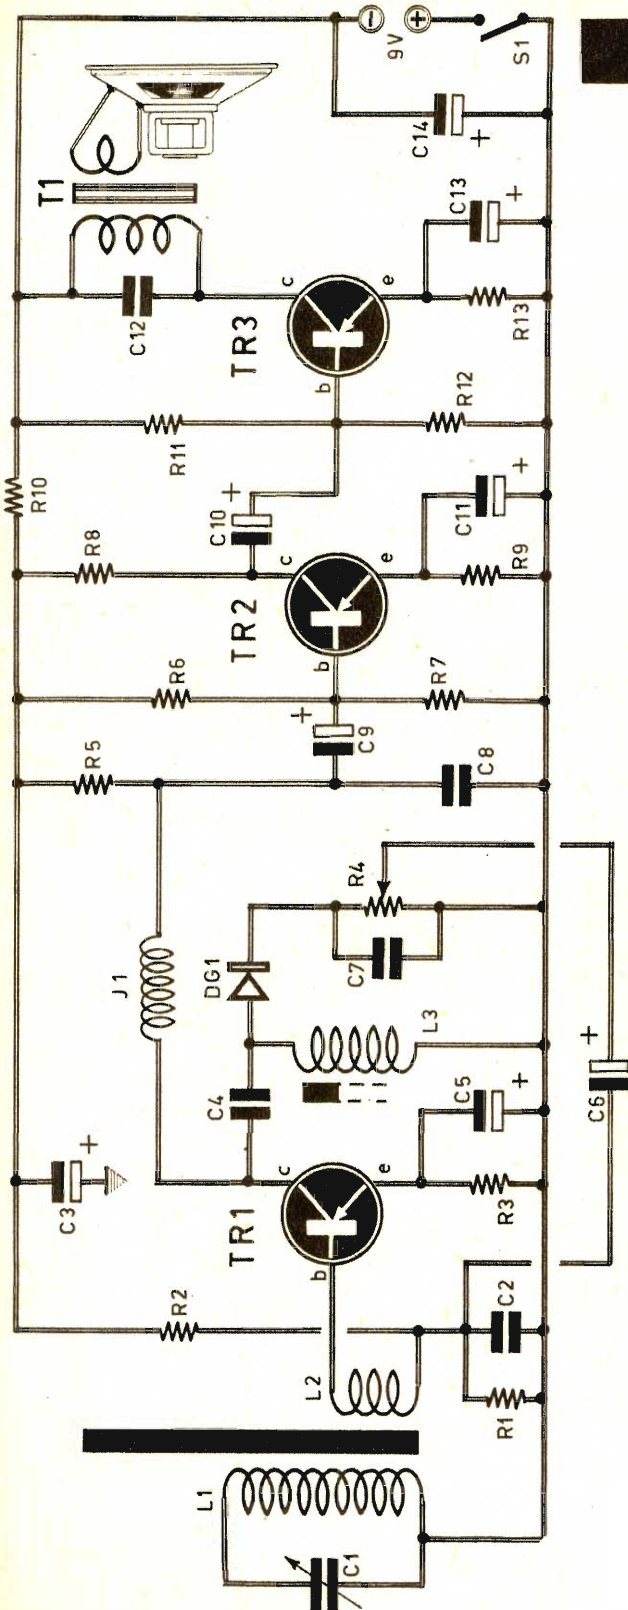 L1
C1
L2
R2
R1
C2
C3
+
TR1
b
c
e
R3
C5
+
C6
+
J1
C4
DG1
L3
C7
R4
R5
C9
+
C8
R6
R7
TR2
b
c
e
R8
C10
+
R9
C11
+
R10
R11
R12
TR3
b
c
e
C12
T1
R13
C13
+
C14
+
9V
−
+
S1